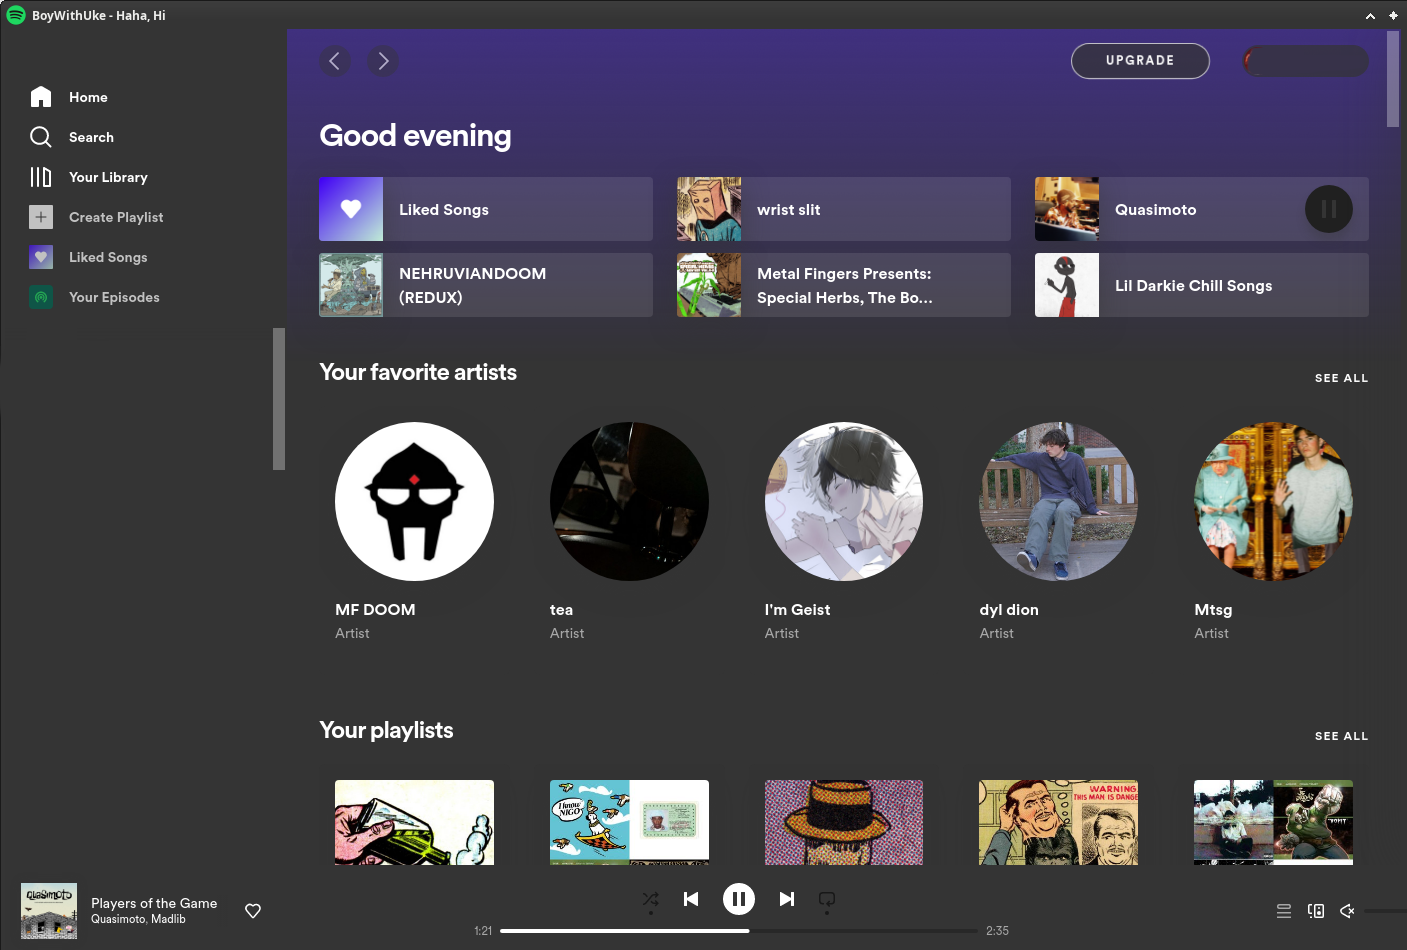 BoyWithUke - Haha, Hi
UPGRADE
Home
Search
Your Library
Create Playlist
Liked Songs
Your Episodes
Good evening
Liked Songs
wrist slit
Quasimoto
NEHRUVIANDOOM
(REDUX)
Metal Fingers Presents:
Special Herbs, The Bo...
Lil Darkie Chill Songs
Your favorite artists
SEE ALL
MF DOOM
Artist
tea
Artist
I'm Geist
Artist
dyl dion
Artist
Mtsg
Artist
Your playlists
SEE ALL
I know
NIGO
WARNING
THIS MAN IS DANGE
QUASIMOTO
Players of the Game
Quasimoto, Madlib
1:21
2:35